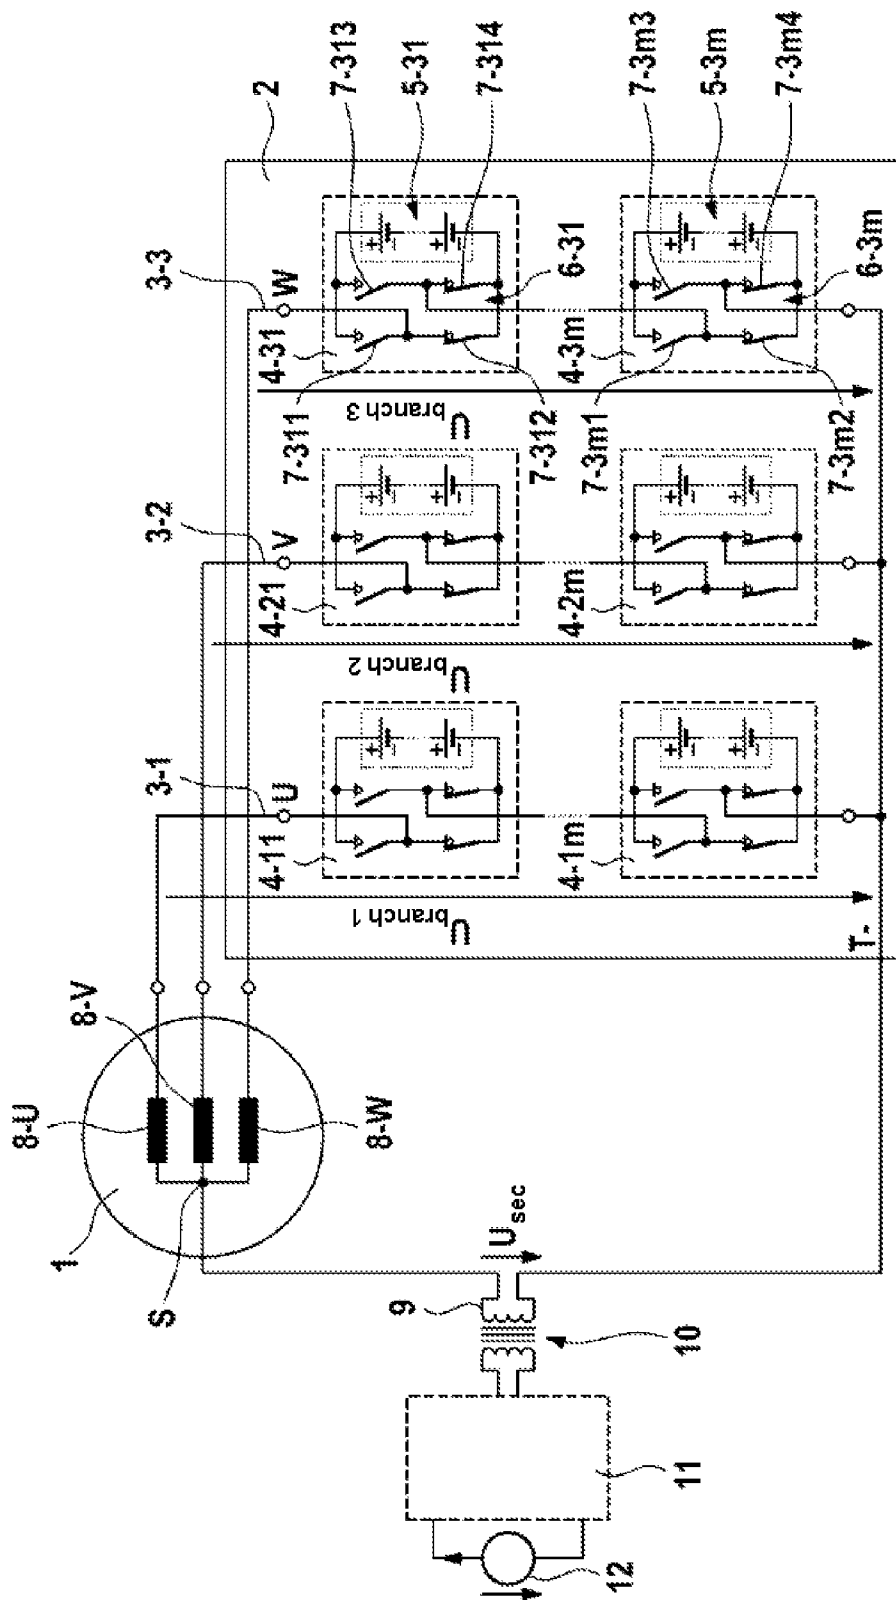 7-313
5-31
7-314
7-3m3
5-3m
7-3m4
2
3-3
W
4-31
6-31
4-3m
6-3m
7-311
U branch 3
7-312
7-3m1
7-3m2
3-2
V
4-21
4-2m
U branch 2
3-1
U
4-11
4-1m
U branch 1
T-
8-V
8-U
8-W
1
S
U sec
9
10
11
12
+
-
+
-
+
-
+
-
+
-
+
-
+
-
+
-
+
-
+
-
+
-
+
-